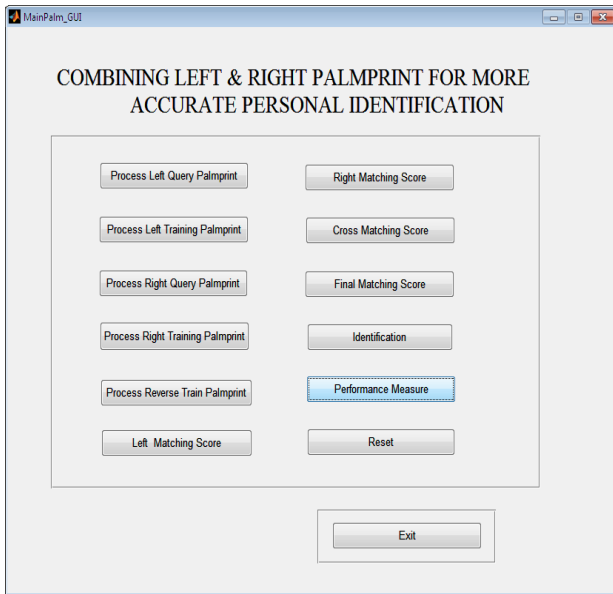 MainPalm_GUI
COMBINING LEFT & RIGHT PALMPRINT FOR MORE
ACCURATE PERSONAL IDENTIFICATION
Process Left Query Palmprint
Process Left Training Palmprint
Process Right Query Palmprint
Process Right Training Palmprint
Process Reverse Train Palmprint
Left Matching Score
Right Matching Score
Cross Matching Score
Final Matching Score
Identification
Performance Measure
Reset
Exit